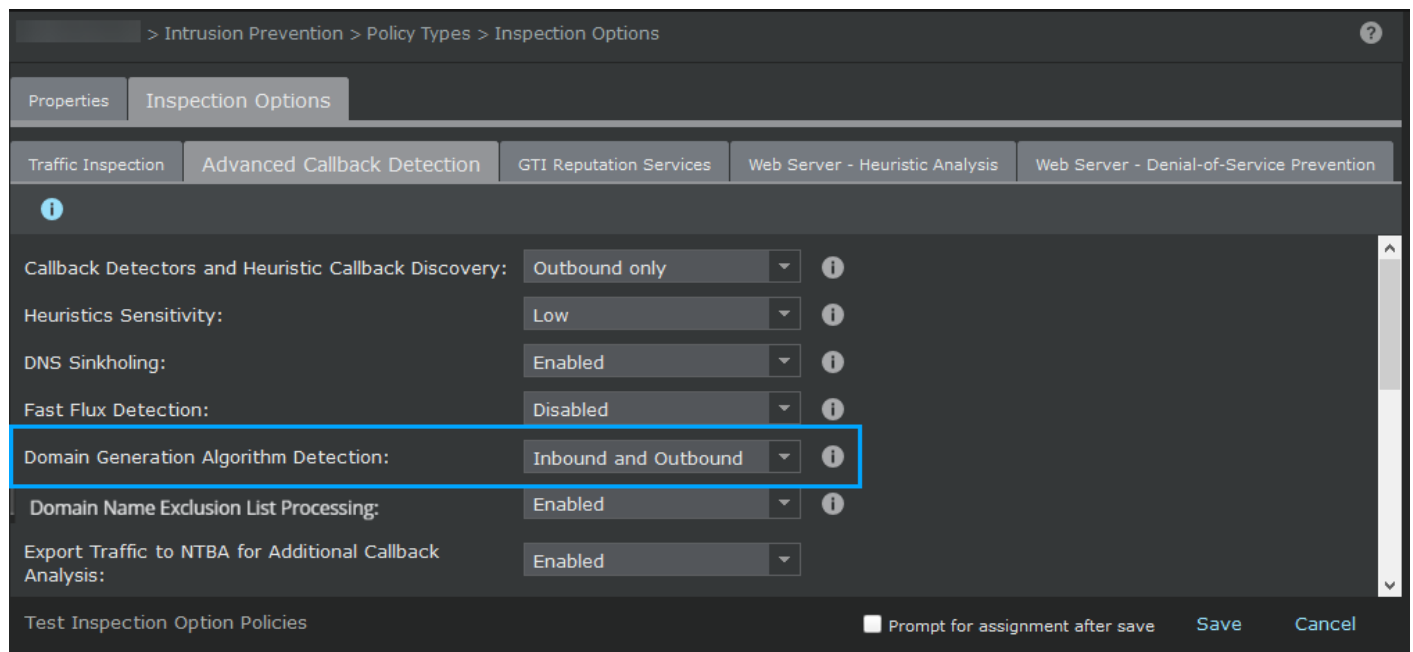 > Intrusion Prevention > Policy Types > Inspection Options
Properties Inspection Options
Traffic Inspection Advanced Callback Detection GTI Reputation Services Web Server - Heuristic Analysis Web Server - Denial-of-Service Prevention
Callback Detectors and Heuristic Callback Discovery: Outbound only
Heuristics Sensitivity: Low
DNS Sinkholing: Enabled
Fast Flux Detection: Disabled
Domain Generation Algorithm Detection: Inbound and Outbound
Domain Name Exclusion List Processing: Enabled
Export Traffic to NTBA for Additional Callback
Analysis: Enabled
Test Inspection Option Policies Prompt for assignment after save Save Cancel